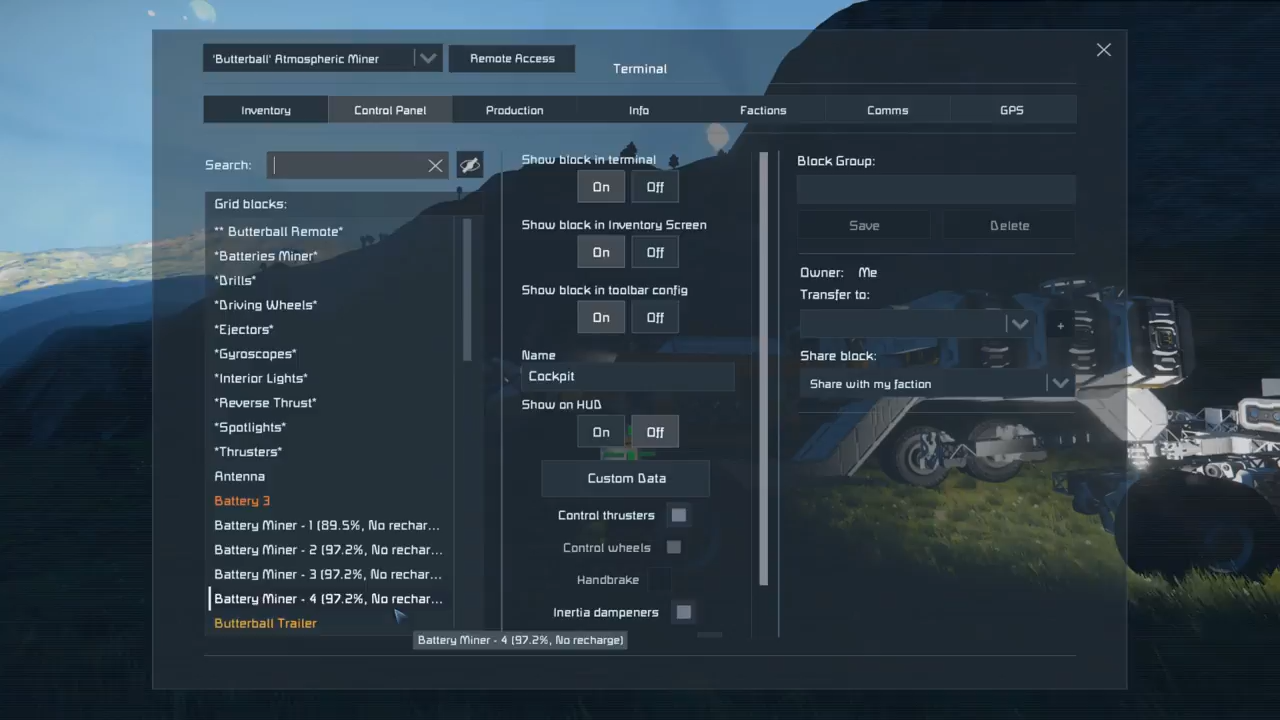 'Butterball' Atmospheric Miner
Remote Access
Terminal
Inventory
Control Panel
Production
Info
Factions
Comms
GPS
Search:
Grid blocks:
** Butterball Remote*
*Batteries Miner*
*Drills*
*Driving Wheels*
*Ejectors*
*Gyroscopes*
*Interior Lights*
*Reverse Thrust*
*Spotlights*
*Thrusters*
Antenna
Battery 3
Battery Miner - 1 (89.5%, No rechar...
Battery Miner - 2 (97.2%, No rechar...
Battery Miner - 3 (97.2%, No rechar...
Battery Miner - 4 (97.2%, No rechar...
Butterball Trailer
Battery Miner - 4 (97.2%, No recharge)
Show block in terminal
On
Off
Show block in Inventory Screen
On
Off
Show block in toolbar config
On
Off
Name
Cockpit
Show on HUD
On
Off
Custom Data
Control thrusters
Control wheels
Handbrake
Inertia dampeners
Block Group:
Save
Delete
Owner: Me
Transfer to:
+
Share block:
Share with my faction